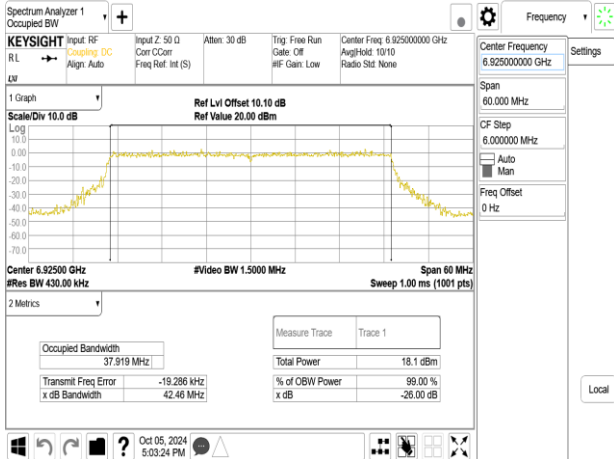 Spectrum Analyzer 1
Occupied BW
Frequency
KEYSIGHT
RL
Input: RF
Coupling: DC
Align: Auto
Input Z: 50 Ω
Corr CCorr
Freq Ref: Int (S)
Atten: 30 dB
Trig: Free Run
Gate: Off
#IF Gain: Low
Center Freq: 6.925000000 GHz
Avg|Hold: 10/10
Radio Std: None
LXI
Center Frequency
6.925000000 GHz
Settings
Span
60.000 MHz
CF Step
6.000000 MHz
Auto
Man
Freq Offset
0 Hz
Local
1 Graph
Scale/Div 10.0 dB
Ref Lvl Offset 10.10 dB
Ref Value 20.00 dBm
Log
10.0
0.00
-10.0
-20.0
-30.0
-40.0
-50.0
-60.0
-70.0
Center 6.92500 GHz
#Video BW 1.5000 MHz
Span 60 MHz
#Res BW 430.00 kHz
Sweep 1.00 ms (1001 pts)
2 Metrics
Measure Trace Trace 1
Occupied Bandwidth
37.919 MHz
Total Power 18.1 dBm
Transmit Freq Error -19.286 kHz
% of OBW Power 99.00 %
x dB Bandwidth 42.46 MHz
x dB -26.00 dB
Oct 05, 2024
5:03:24 PM